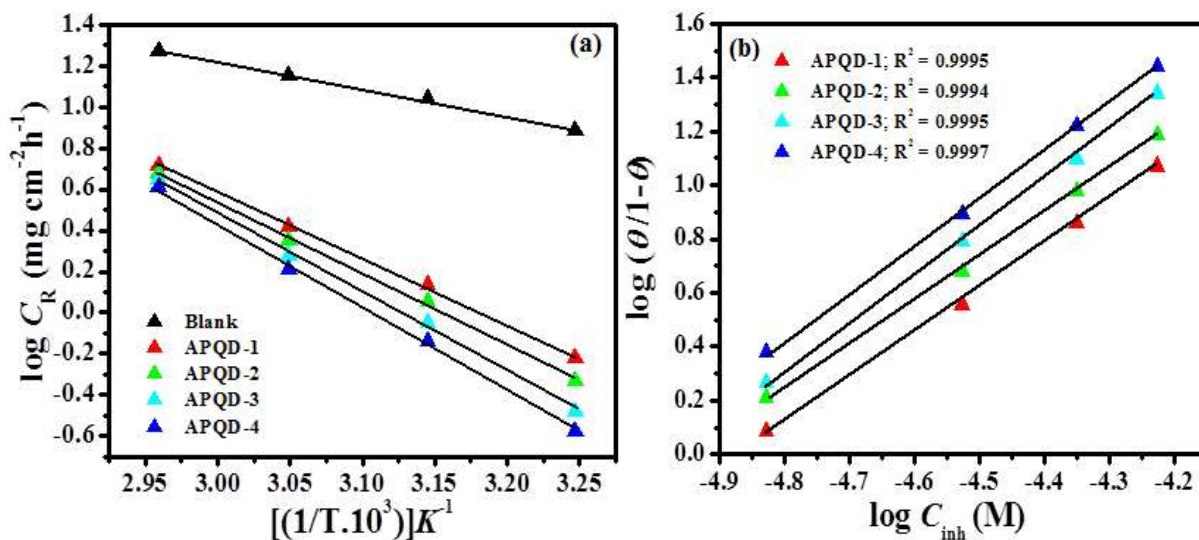 1.4
1.2
1.0
0.8
0.6
0.4
0.2
0.0
-0.2
-0.4
-0.6
log C_R (mg cm^-2 h^-1)
(a)
Blank
APQD-1
APQD-2
APQD-3
APQD-4
2.95 3.00 3.05 3.10 3.15 3.20 3.25
[(1/T.10^3)]K^-1
1.6
1.4
1.2
1.0
0.8
0.6
0.4
0.2
0.0
log (θ/1-θ)
(b)
APQD-1; R^2 = 0.9995
APQD-2; R^2 = 0.9994
APQD-3; R^2 = 0.9995
APQD-4; R^2 = 0.9997
-4.9 -4.8 -4.7 -4.6 -4.5 -4.4 -4.3 -4.2
log C_inh (M)